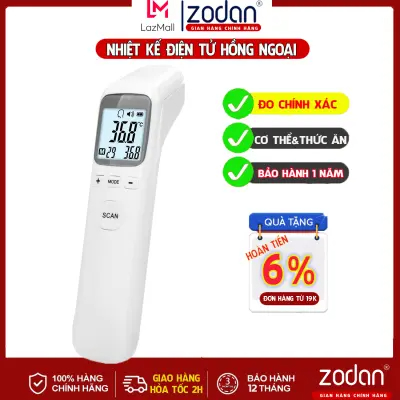 LM
LazMall
zodan®
GIAN HÀNG CHÍNH HÃNG
NHIỆT KẾ ĐIỆN TỬ HỒNG NGOẠI
ĐO CHÍNH XÁC
CƠ THỂ&THỨC ĂN
BẢO HÀNH 1 NĂM
36.8 °C
M 29 36.8
+ MODE −
SCAN
QUÀ TẶNG
HOÀN TIỀN
6%
ĐƠN HÀNG TỪ 19K
100% HÀNG
CHÍNH HÃNG
GIAO HÀNG
HỎA TỐC 2H
3
BẢO HÀNH
12 THÁNG
zodan®
GIAN HÀNG CHÍNH HÃNG